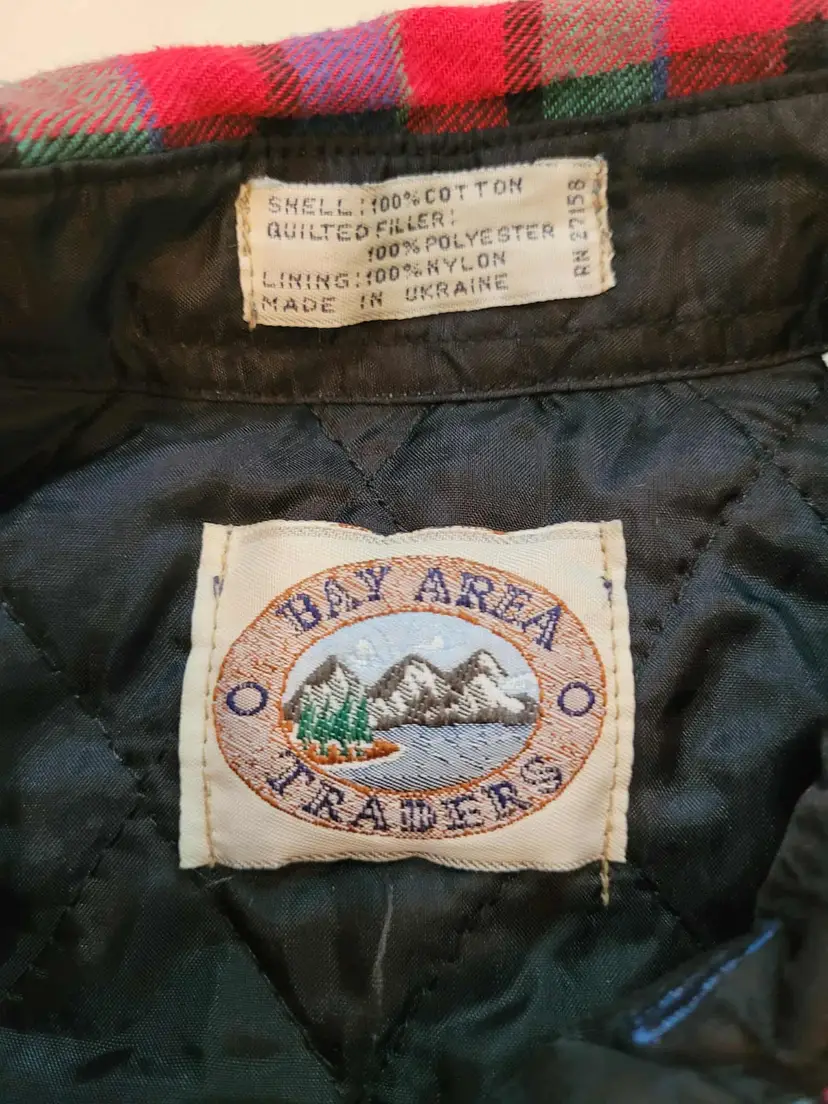 SHELL:100%COTTON
QUILTED FILLER:
100%POLYESTER
LINING:100%NYLON
MADE IN UKRAINE
RN 27158
BAY AREA
TRADERS